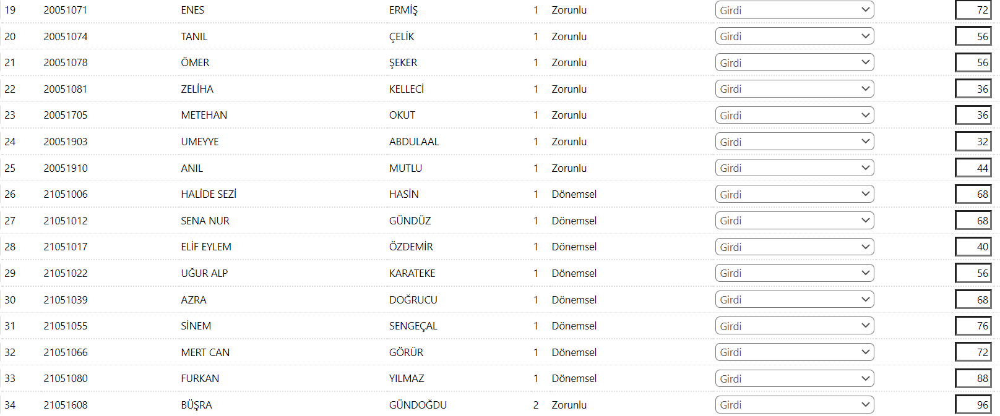 19 20051071 ENES ERMİŞ 1 Zorunlu Girdi 72
20 20051074 TANIL ÇELİK 1 Zorunlu Girdi 56
21 20051078 ÖMER ŞEKER 1 Zorunlu Girdi 56
22 20051081 ZELİHA KELLECİ 1 Zorunlu Girdi 36
23 20051705 METEHAN OKUT 1 Zorunlu Girdi 36
24 20051903 UMEYYE ABDULAAL 1 Zorunlu Girdi 32
25 20051910 ANIL MUTLU 1 Zorunlu Girdi 44
26 21051006 HALİDE SEZİ HASİN 1 Dönemsel Girdi 68
27 21051012 SENA NUR GÜNDÜZ 1 Dönemsel Girdi 68
28 21051017 ELİF EYLEM ÖZDEMİR 1 Dönemsel Girdi 40
29 21051022 UĞUR ALP KARATEKE 1 Dönemsel Girdi 56
30 21051039 AZRA DOĞRUCU 1 Dönemsel Girdi 68
31 21051055 SİNEM SENGEÇAL 1 Dönemsel Girdi 76
32 21051066 MERT CAN GÖRÜR 1 Dönemsel Girdi 72
33 21051080 FURKAN YILMAZ 1 Dönemsel Girdi 88
34 21051608 BÜŞRA GÜNDOĞDU 2 Zorunlu Girdi 96